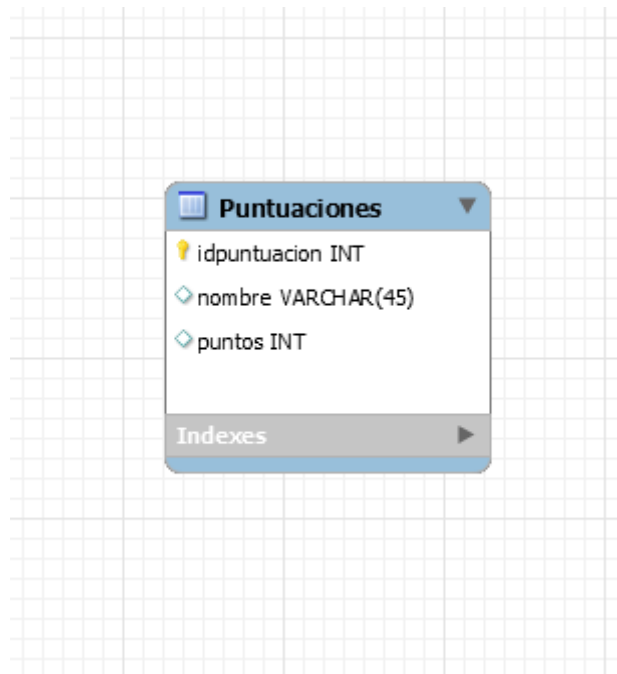 Puntuaciones
idpuntuacion INT
nombre VARCHAR(45)
puntos INT
Indexes